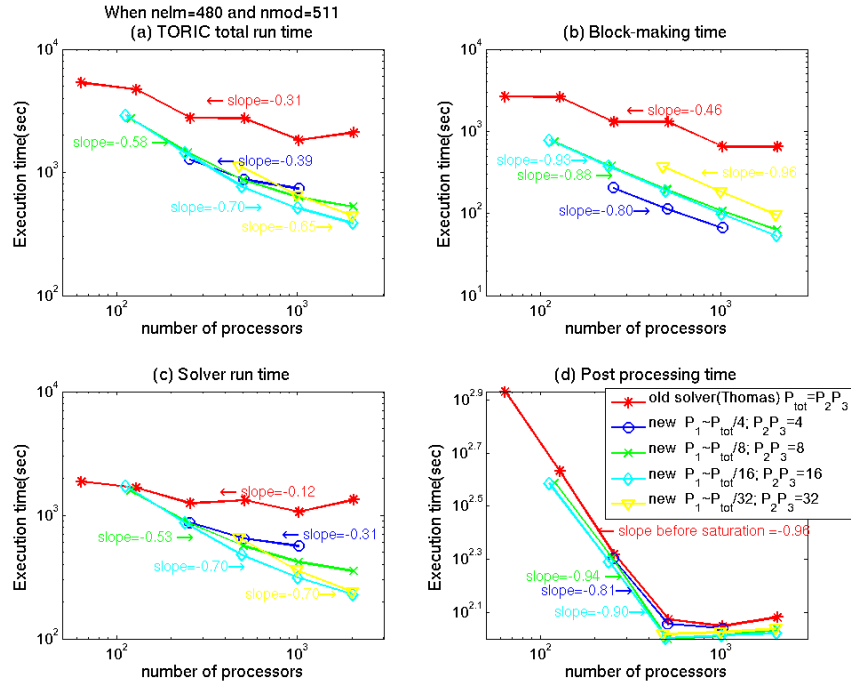 When nelm=480 and nmod=511
(a) TORIC total run time
10^4
10^3
10^2
10^2
10^3
Execution time(sec)
number of processors
← slope=-0.31
slope=-0.58→
← slope=-0.39
slope=-0.70→
slope=-0.65→
(b) Block-making time
10^4
10^3
10^2
10^1
10^2
10^3
Execution time(sec)
number of processors
← slope=-0.46
slope=-0.93→
slope=-0.88→
← slope=-0.96
slope=-0.80→
(c) Solver run time
10^4
10^3
10^2
10^2
10^3
Execution time(sec)
number of processors
← slope=-0.12
slope=-0.53→
← slope=-0.31
slope=-0.70→
slope=-0.70→
(d) Post processing time
10^2.9
10^2.7
10^2.5
10^2.3
10^2.1
10^2
10^3
Execution time(sec)
number of processors
old solver(Thomas) P_tot=P_2P_3
new P_1~P_tot/4; P_2P_3=4
new P_1~P_tot/8; P_2P_3=8
new P_1~P_tot/16; P_2P_3=16
new P_1~P_tot/32; P_2P_3=32
← slope before saturation =-0.96
slope=-0.94→
slope=-0.81→
slope=-0.90→